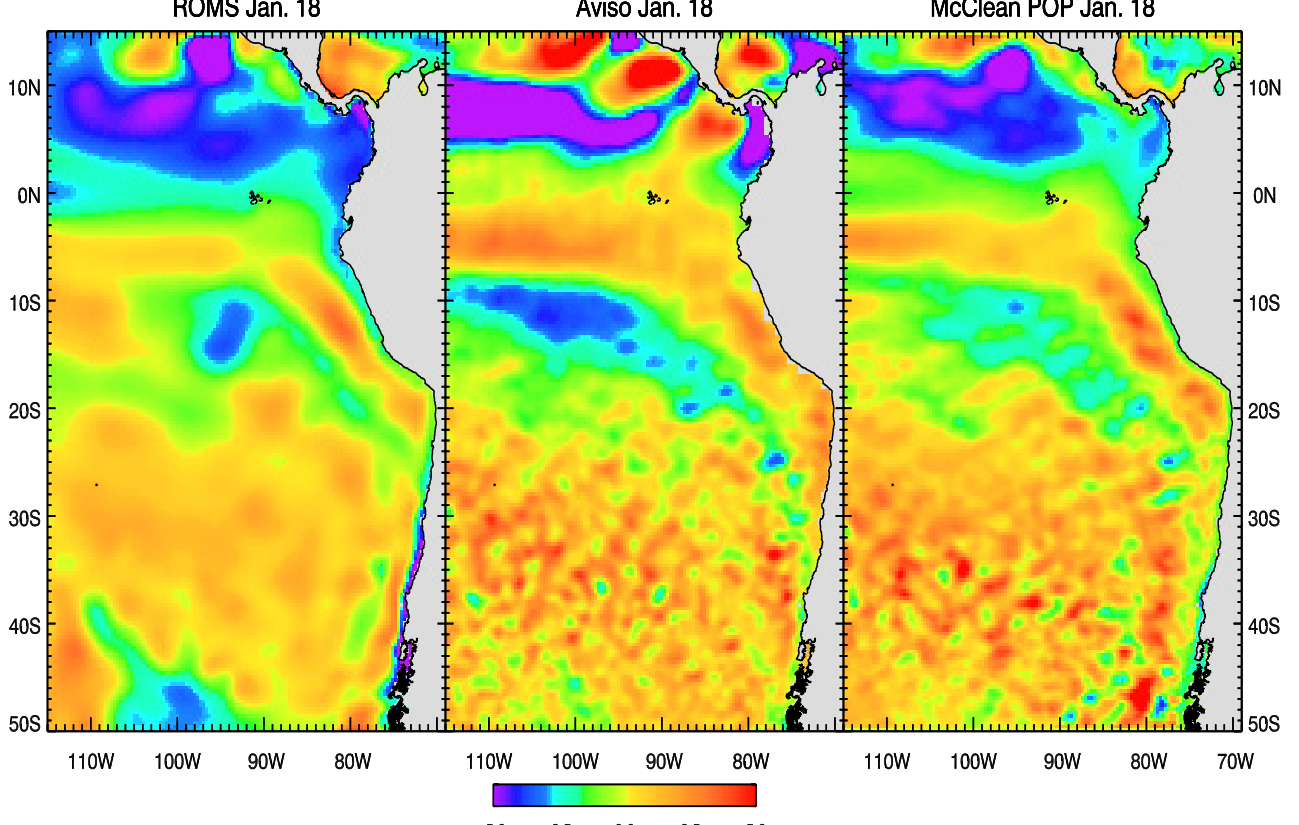 ROMS Jan. 18 Aviso Jan. 18 McClean POP Jan. 18
10N 10N
0N 0N
10S 10S
20S 20S
30S 30S
40S 40S
50S 50S
110W 100W 90W 80W 110W 100W 90W 80W 110W 100W 90W 80W 70W